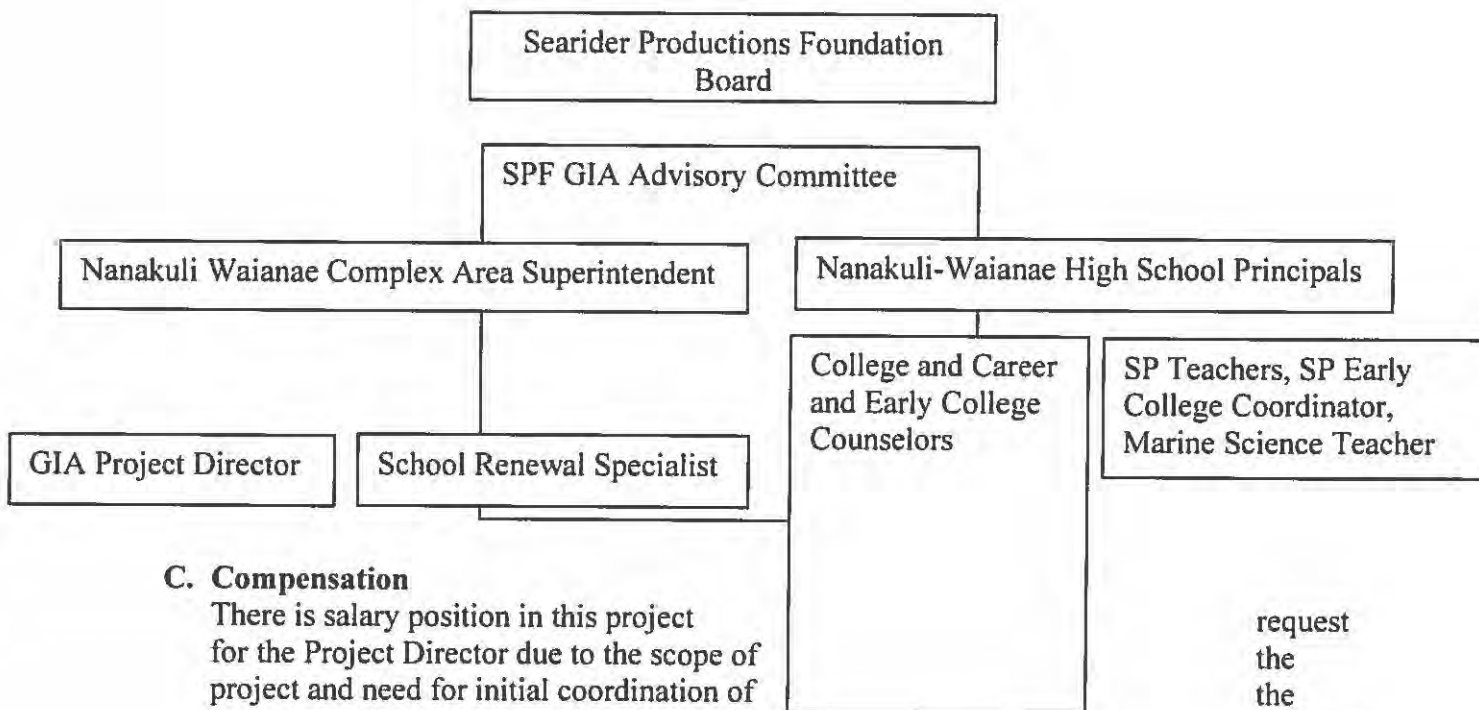 Searider Productions Foundation
Board
SPF GIA Advisory Committee
Nanakuli Waianae Complex Area Superintendent
Nanakuli-Waianae High School Principals
College and Career
and Early College
Counselors
SP Teachers, SP Early
College Coordinator,
Marine Science Teacher
GIA Project Director
School Renewal Specialist
C. Compensation
There is salary position in this project request
for the Project Director due to the scope of the
project and need for initial coordination of the